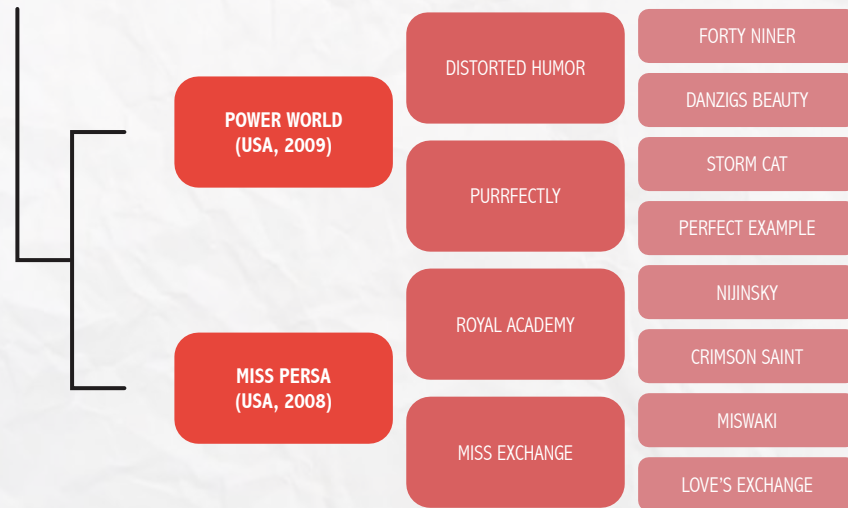 POWER WORLD
(USA, 2009)
MISS PERSA
(USA, 2008)
DISTORTED HUMOR
PURRFECTLY
ROYAL ACADEMY
MISS EXCHANGE
FORTY NINER
DANZIGS BEAUTY
STORM CAT
PERFECT EXAMPLE
NIJINSKY
CRIMSON SAINT
MISWAKI
LOVE'S EXCHANGE